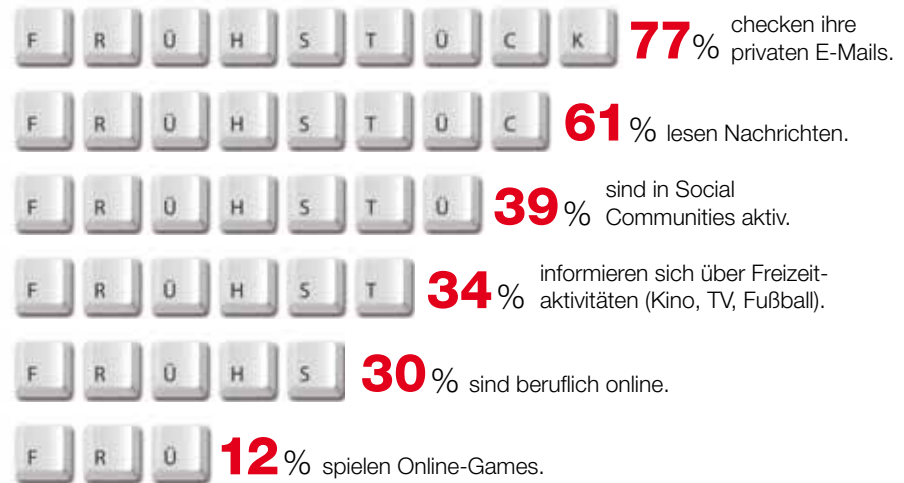 F R Ü H S T Ü C K 77% checken ihre
privaten E-Mails.
F R Ü H S T Ü C 61% lesen Nachrichten.
F R Ü H S T Ü 39% sind in Social
Communities aktiv.
F R Ü H S T 34% informieren sich über Freizeit-
aktivitäten (Kino, TV, Fußball).
F R Ü H S 30% sind beruflich online.
F R Ü 12% spielen Online-Games.